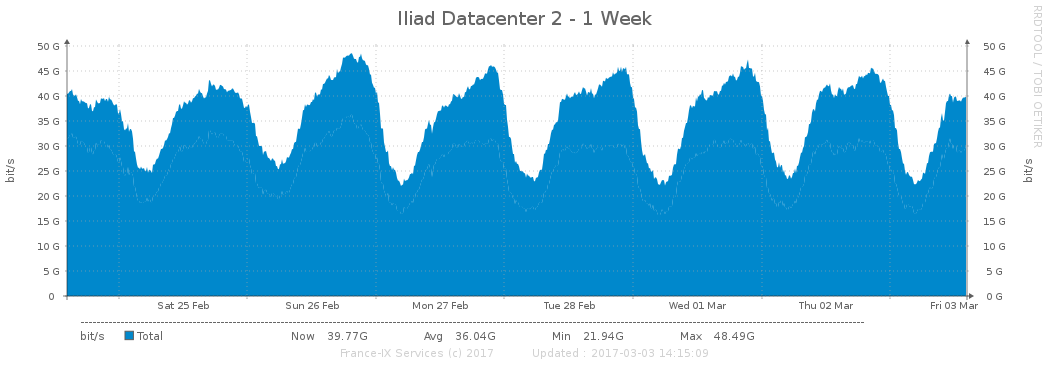 Iliad Datacenter 2 - 1 Week
RRDTOOL / TOBI OETIKER
bit/s
50 G
45 G
40 G
35 G
30 G
25 G
20 G
15 G
10 G
5 G
0
50 G
45 G
40 G
35 G
30 G
25 G
20 G
15 G
10 G
5 G
0 G
bit/s
Sat 25 Feb Sun 26 Feb Mon 27 Feb Tue 28 Feb Wed 01 Mar Thu 02 Mar Fri 03 Mar
bit/s Total Now 39.77G Avg 36.04G Min 21.94G Max 48.49G
France-IX Services (c) 2017 Updated : 2017-03-03 14:15:09